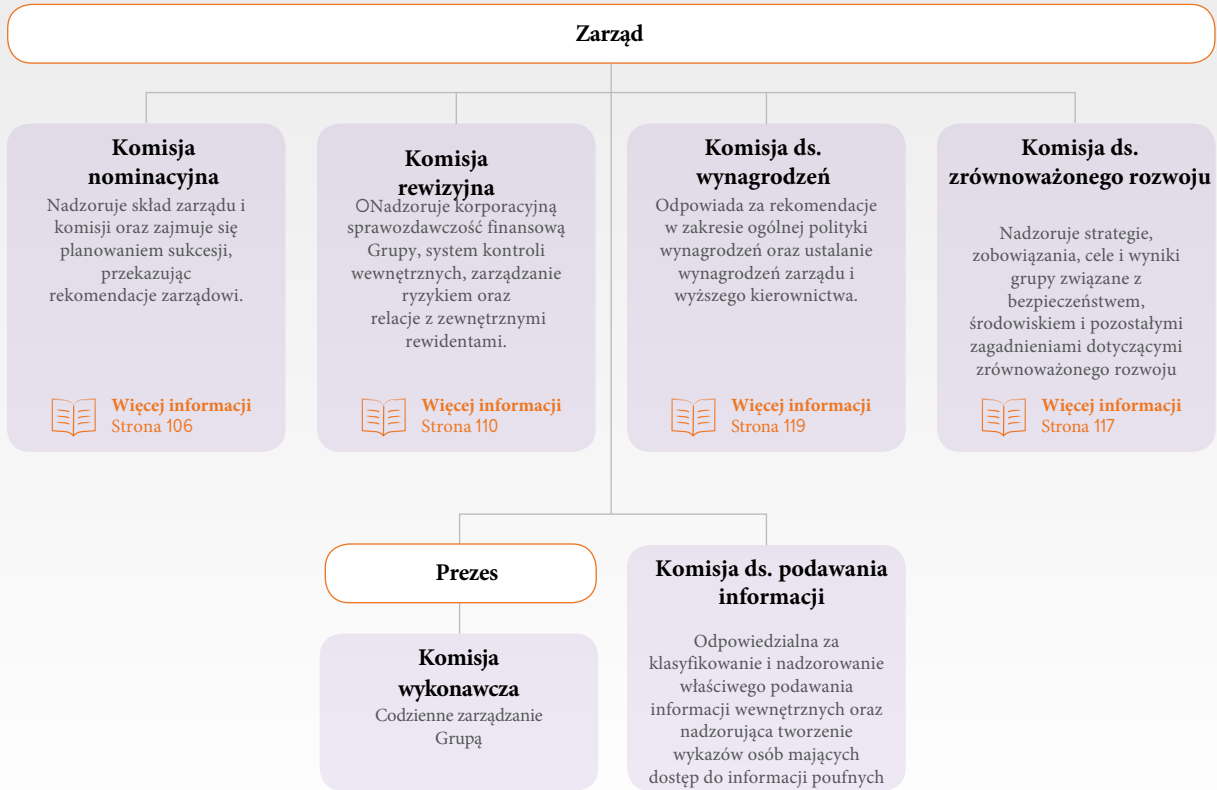 Zarząd
Komisja
nominacyjna
Nadzoruje skład zarządu i
komisji oraz zajmuje się
planowaniem sukcesji,
przekazując
rekomendacje zarządowi.
Więcej informacji
Strona 106
Komisja
rewizyjna
ONadzoruje korporacyjną
sprawozdawczość finansową
Grupy, system kontroli
wewnętrznych, zarządzanie
ryzykiem oraz
relacje z zewnętrznymi
rewidentami.
Więcej informacji
Strona 110
Komisja ds.
wynagrodzeń
Odpowiada za rekomendacje
w zakresie ogólnej polityki
wynagrodzeń oraz ustalanie
wynagrodzeń zarządu i
wyższego kierownictwa.
Więcej informacji
Strona 119
Komisja ds.
zrównoważonego rozwoju
Nadzoruje strategie,
zobowiązania, cele i wyniki
grupy związane z
bezpieczeństwem,
środowiskiem i pozostałymi
zagadnieniami dotyczącymi
zrównoważonego rozwoju
Więcej informacji
Strona 117
Prezes
Komisja
wykonawcza
Codzienne zarządzanie
Grupą
Komisja ds. podawania
informacji
Odpowiedzialna za
klasyfikowanie i nadzorowanie
właściwego podawania
informacji wewnętrznych oraz
nadzorująca tworzenie
wykazów osób mających
dostęp do informacji poufnych